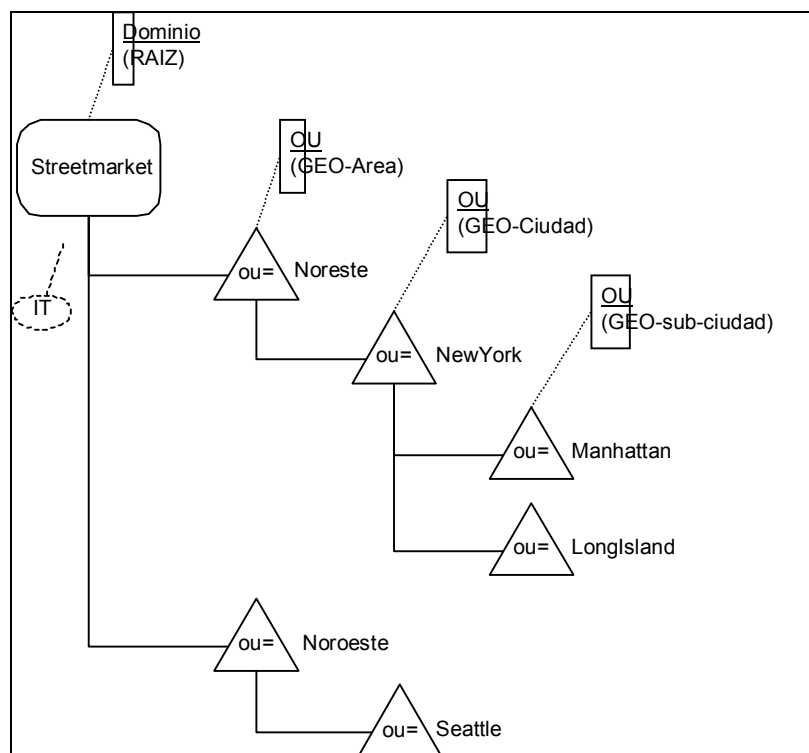 Dominio
(RAIZ)
Streetmarket
IT
OU
(GEO-Area)
ou= Noreste
OU
(GEO-Ciudad)
ou= NewYork
OU
(GEO-sub-ciudad)
ou= Manhattan
ou= LongIsland
ou= Noroeste
ou= Seattle